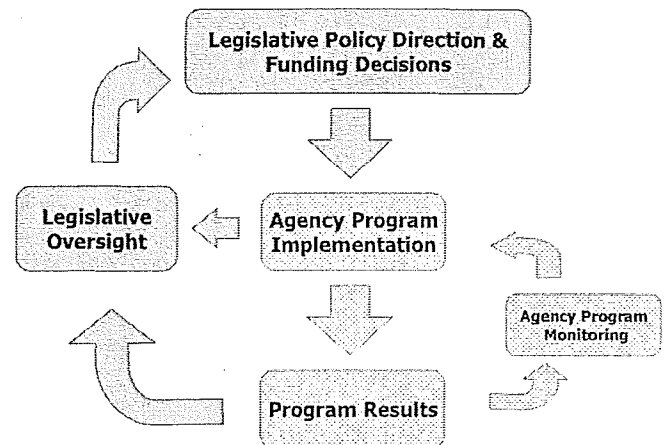 Legislative Policy Direction &
Funding Decisions
Legislative
Oversight
Agency Program
Implementation
Agency Program
Monitoring
Program Results